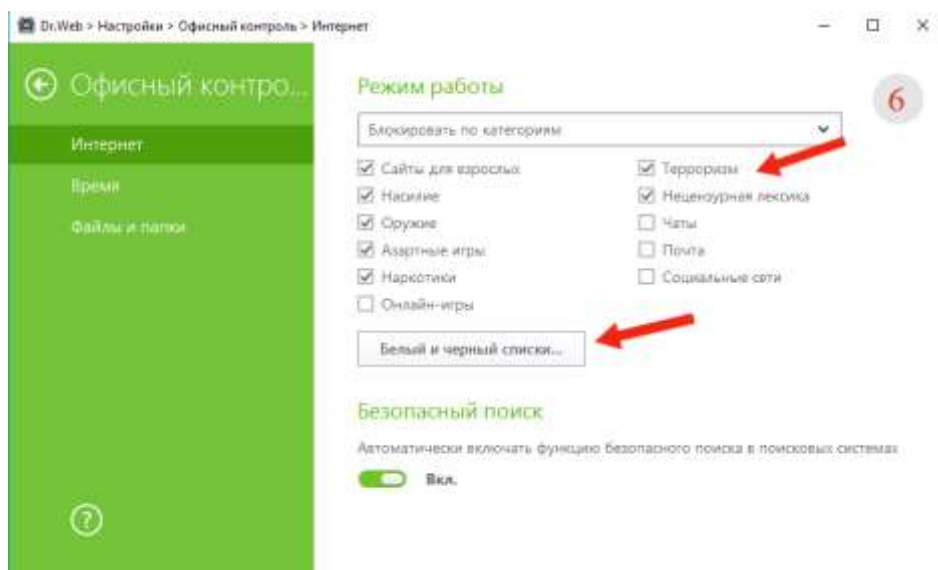 Dr.Web > Настройки > Офисный контроль > Интернет
Офисный контро...
Интернет
Время
Файлы и папки
Режим работы
6
Блокировать по категориям
Сайты для взрослых
Терроризм
Насилие
Нецензурная лексика
Оружие
Чаты
Азартные игры
Почта
Наркотики
Социальные сети
Онлайн-игры
Белый и черный списки...
Безопасный поиск
Автоматически включать функцию безопасного поиска в поисковых системах
Вкл.
?